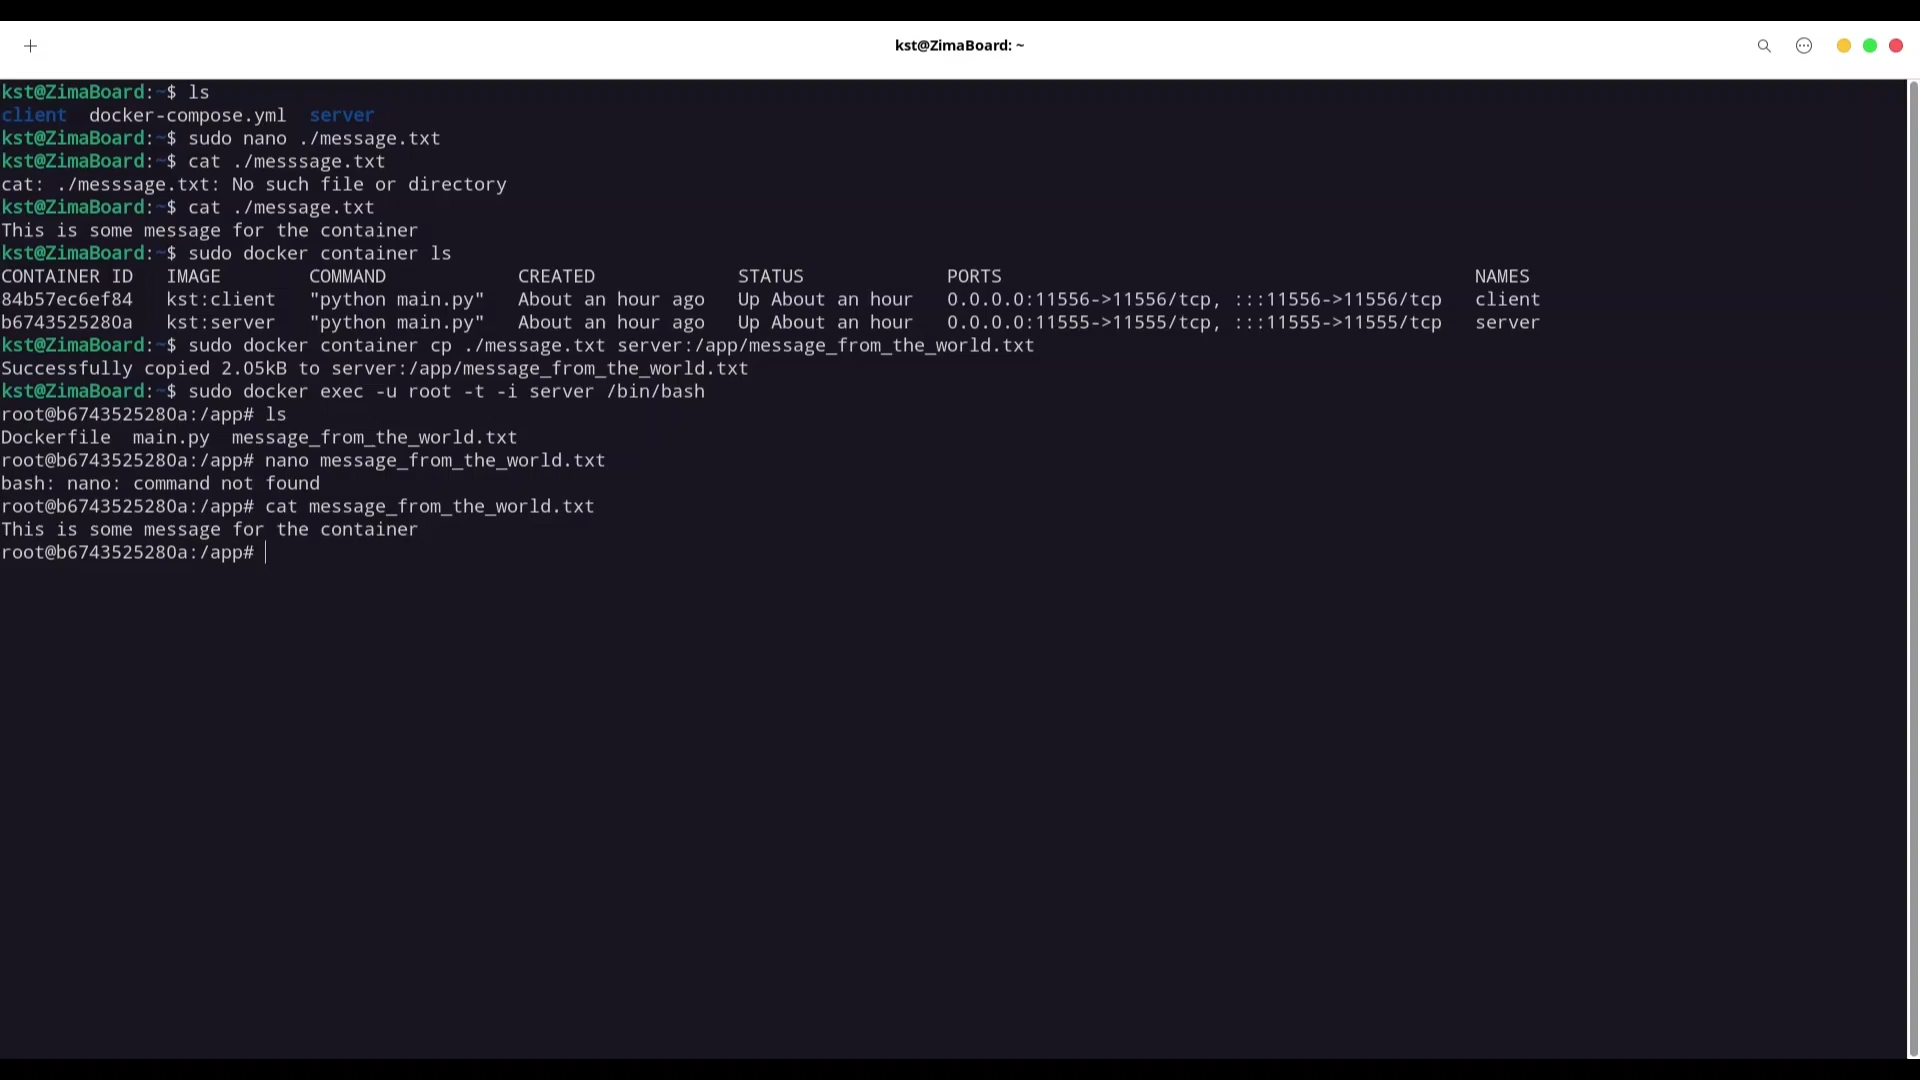 kst@ZimaBoard: ~
kst@ZimaBoard:~$ ls
client  docker-compose.yml  server
kst@ZimaBoard:~$ sudo nano ./message.txt
kst@ZimaBoard:~$ cat ./messsage.txt
cat: ./messsage.txt: No such file or directory
kst@ZimaBoard:~$ cat ./message.txt
This is some message for the container
kst@ZimaBoard:~$ sudo docker container ls
CONTAINER ID   IMAGE        COMMAND            CREATED             STATUS             PORTS                                           NAMES
84b57ec6ef84   kst:client   "python main.py"   About an hour ago   Up About an hour   0.0.0.0:11556->11556/tcp, :::11556->11556/tcp   client
b6743525280a   kst:server   "python main.py"   About an hour ago   Up About an hour   0.0.0.0:11555->11555/tcp, :::11555->11555/tcp   server
kst@ZimaBoard:~$ sudo docker container cp ./message.txt server:/app/message_from_the_world.txt
Successfully copied 2.05kB to server:/app/message_from_the_world.txt
kst@ZimaBoard:~$ sudo docker exec -u root -t -i server /bin/bash
root@b6743525280a:/app# ls
Dockerfile  main.py  message_from_the_world.txt
root@b6743525280a:/app# nano message_from_the_world.txt
bash: nano: command not found
root@b6743525280a:/app# cat message_from_the_world.txt
This is some message for the container
root@b6743525280a:/app#